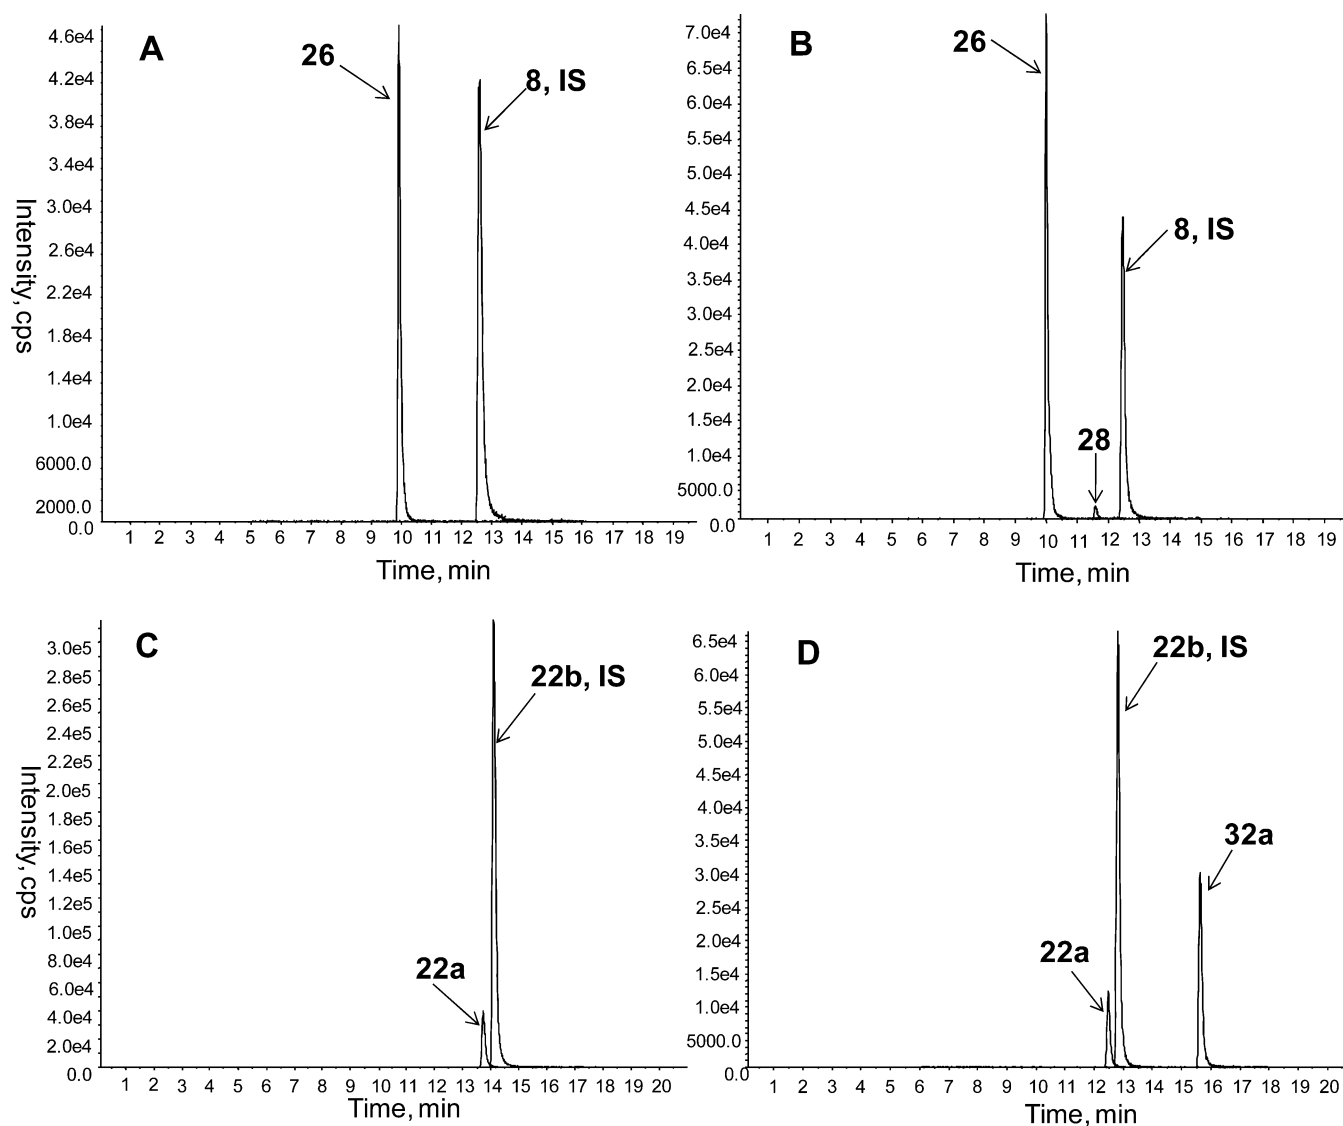 A
26
8, IS
4.6e4
4.2e4
3.8e4
3.4e4
3.0e4
2.6e4
2.2e4
1.8e4
1.4e4
1.0e4
6000.0
2000.0
0.0
Intensity, cps
1 2 3 4 5 6 7 8 9 10 11 12 13 14 15 16 17 18 19
Time, min
B
26
28
8, IS
7.0e4
6.5e4
6.0e4
5.5e4
5.0e4
4.5e4
4.0e4
3.5e4
3.0e4
2.5e4
2.0e4
1.5e4
1.0e4
5000.0
0.0
1 2 3 4 5 6 7 8 9 10 11 12 13 14 15 16 17 18 19
Time, min
C
22b, IS
22a
3.0e5
2.8e5
2.6e5
2.4e5
2.2e5
2.0e5
1.8e5
1.6e5
1.4e5
1.2e5
1.0e5
8.0e4
6.0e4
4.0e4
2.0e4
0.0
Intensity, cps
1 2 3 4 5 6 7 8 9 10 11 12 13 14 15 16 17 18 19 20
Time, min
D
22b, IS
32a
22a
6.5e4
6.0e4
5.5e4
5.0e4
4.5e4
4.0e4
3.5e4
3.0e4
2.5e4
2.0e4
1.5e4
1.0e4
5000.0
0.0
1 2 3 4 5 6 7 8 9 10 11 12 13 14 15 16 17 18 19 20
Time, min